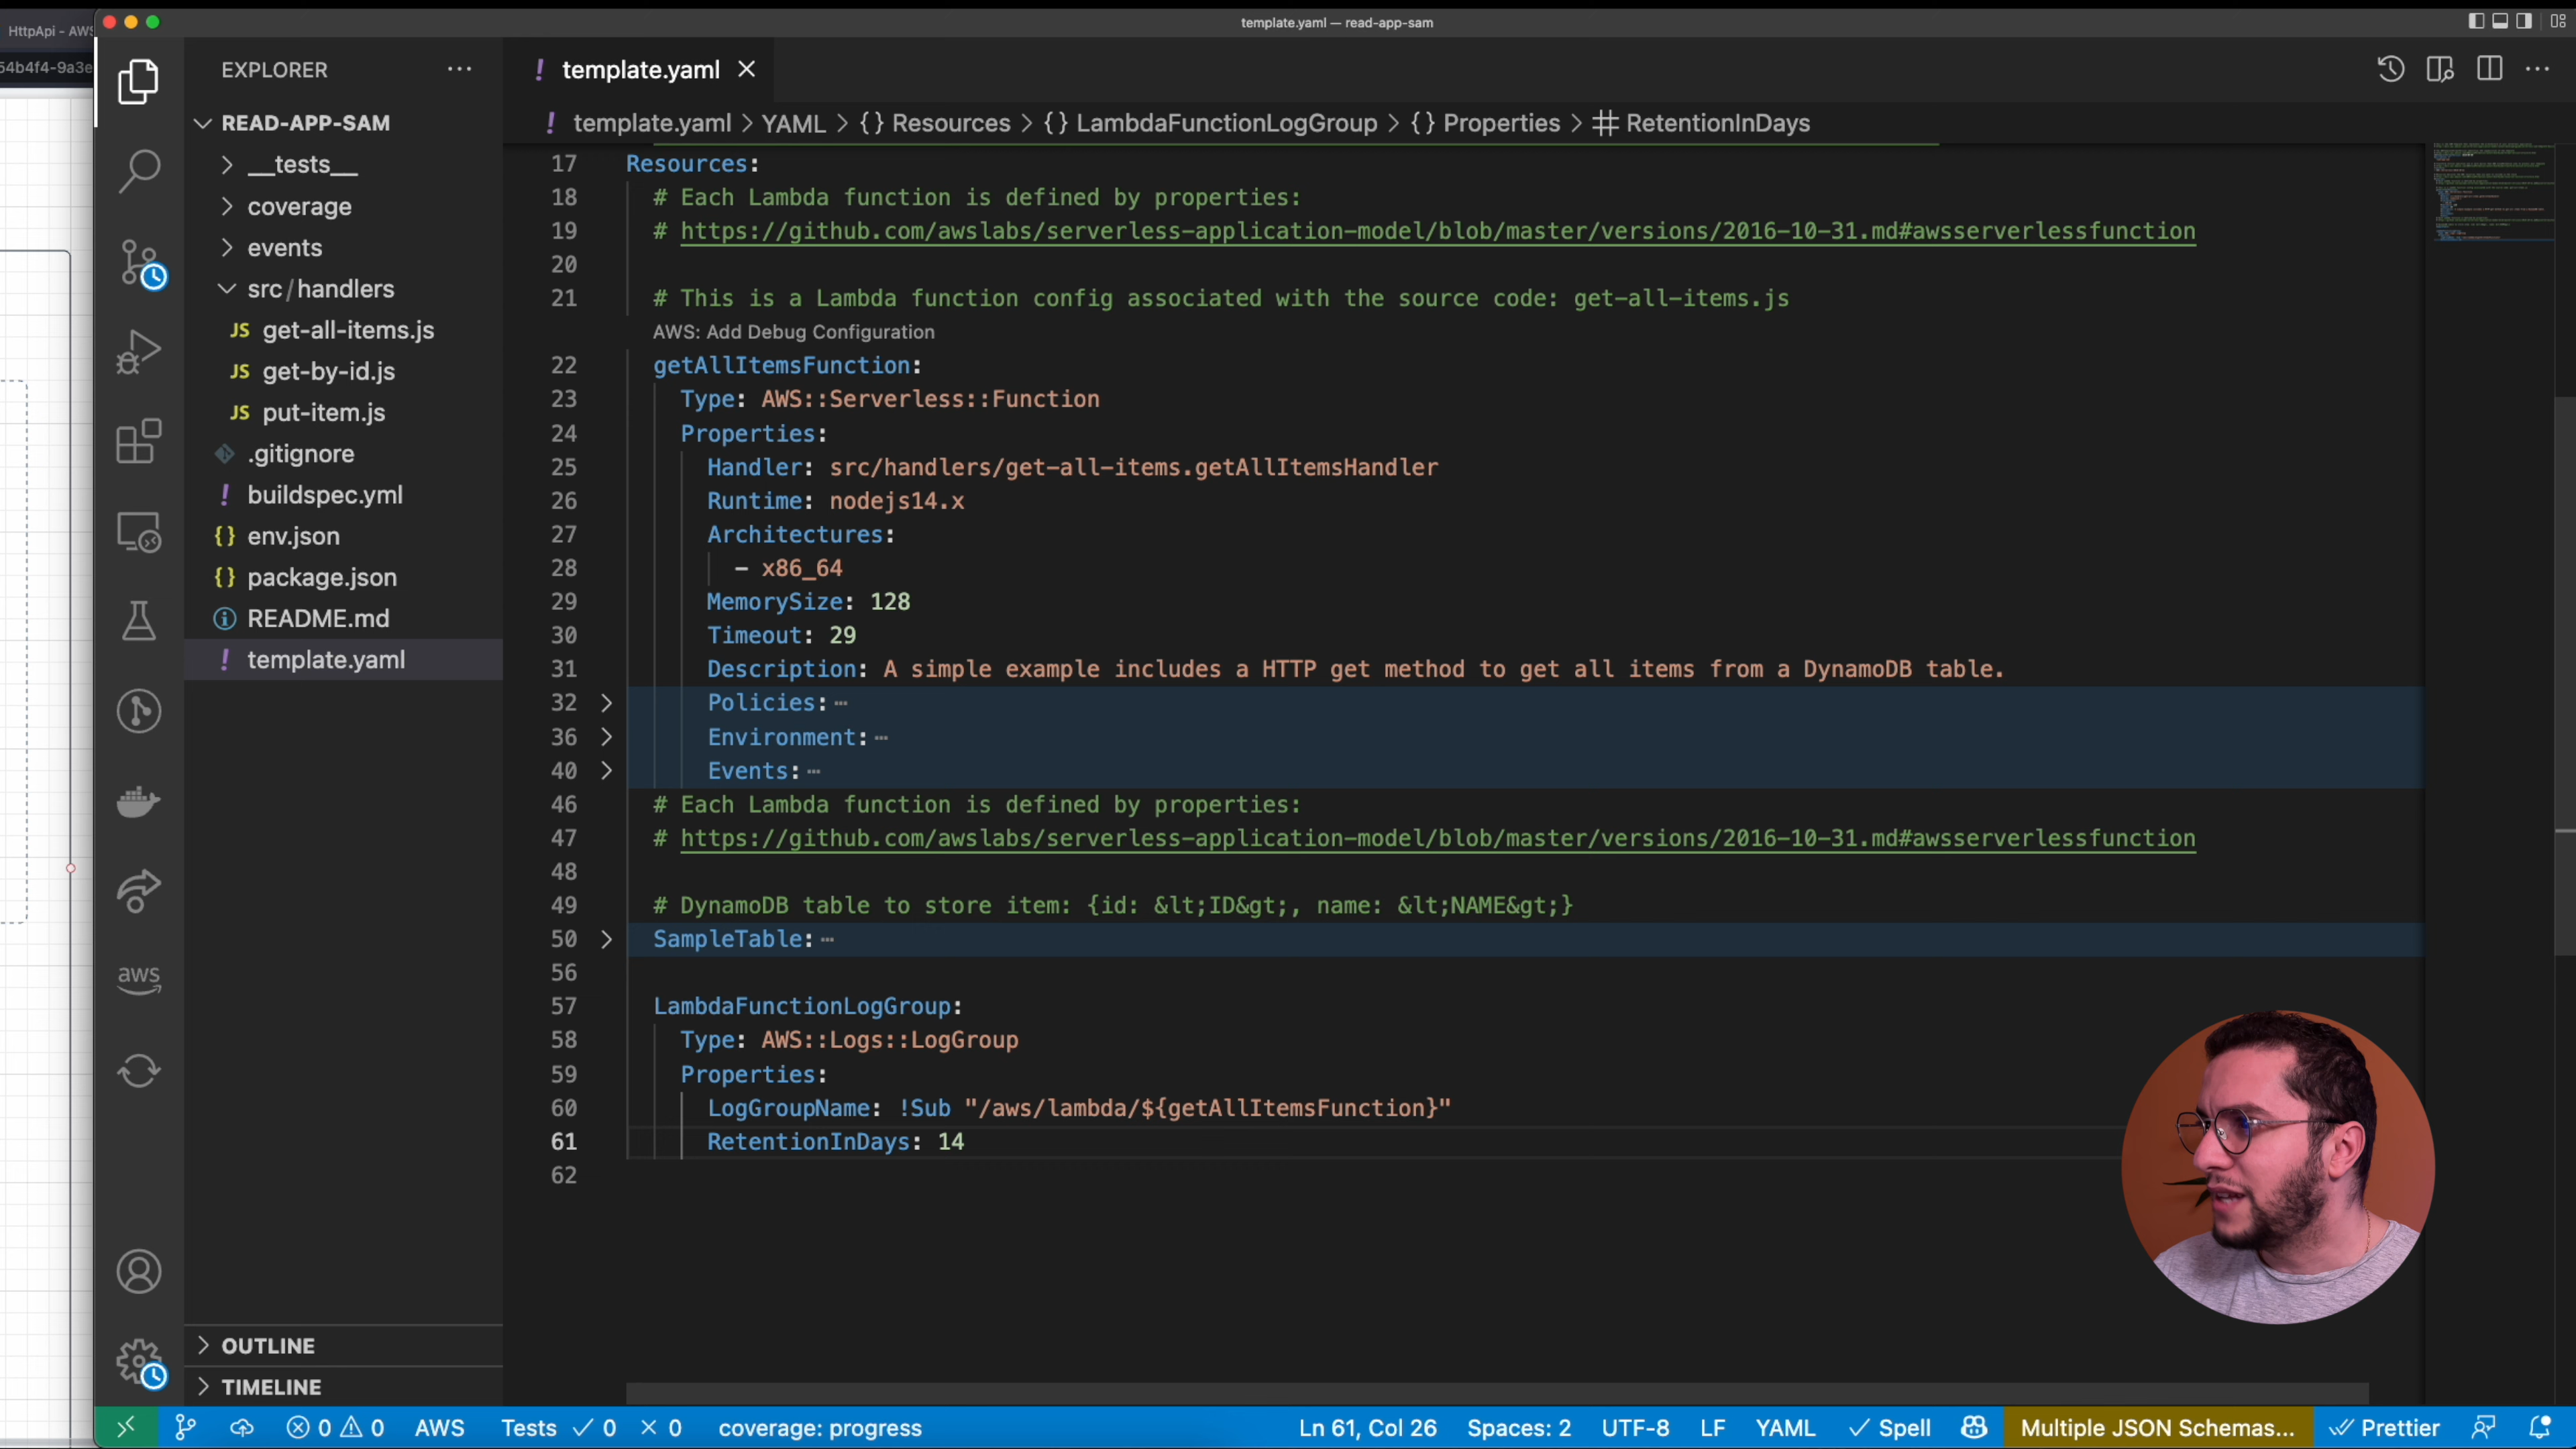 HttpApi - AWS
54b4f4-9a3e
template.yaml — read-app-sam
EXPLORER
READ-APP-SAM
__tests__
coverage
events
src/handlers
JS get-all-items.js
JS get-by-id.js
JS put-item.js
.gitignore
! buildspec.yml
{} env.json
{} package.json
README.md
! template.yaml
aws
OUTLINE
TIMELINE
! template.yaml
! template.yaml > YAML > {} Resources > {} LambdaFunctionLogGroup > {} Properties > # RetentionInDays
17 Resources:
18 # Each Lambda function is defined by properties:
19 # https://github.com/awslabs/serverless-application-model/blob/master/versions/2016-10-31.md#awsserverlessfunction
20
21 # This is a Lambda function config associated with the source code: get-all-items.js
AWS: Add Debug Configuration
22 getAllItemsFunction:
23 Type: AWS::Serverless::Function
24 Properties:
25 Handler: src/handlers/get-all-items.getAllItemsHandler
26 Runtime: nodejs14.x
27 Architectures:
28 - x86_64
29 MemorySize: 128
30 Timeout: 29
31 Description: A simple example includes a HTTP get method to get all items from a DynamoDB table.
32 > Policies:⋯
36 > Environment:⋯
40 > Events:⋯
46 # Each Lambda function is defined by properties:
47 # https://github.com/awslabs/serverless-application-model/blob/master/versions/2016-10-31.md#awsserverlessfunction
48
49 # DynamoDB table to store item: {id: &lt;ID&gt;, name: &lt;NAME&gt;}
50 > SampleTable:⋯
56
57 LambdaFunctionLogGroup:
58 Type: AWS::Logs::LogGroup
59 Properties:
60 LogGroupName: !Sub "/aws/lambda/${getAllItemsFunction}"
61 RetentionInDays: 14
62
0 0 AWS Tests ✓ 0 × 0 coverage: progress Ln 61, Col 26 Spaces: 2 UTF-8 LF YAML ✓ Spell Multiple JSON Schemas... Prettier